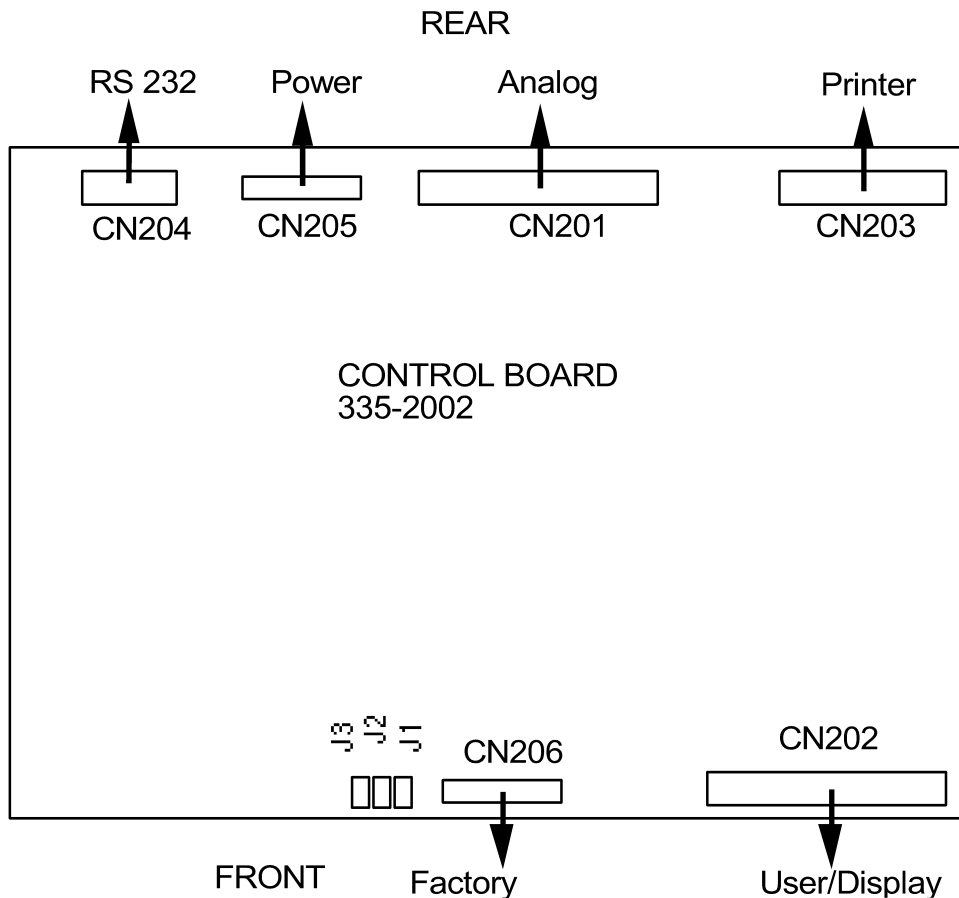 REAR
RS 232 Power Analog Printer
CN204 CN205 CN201 CN203
CONTROL BOARD
335-2002
J3 J2 J1
CN206 CN202
FRONT Factory User/Display